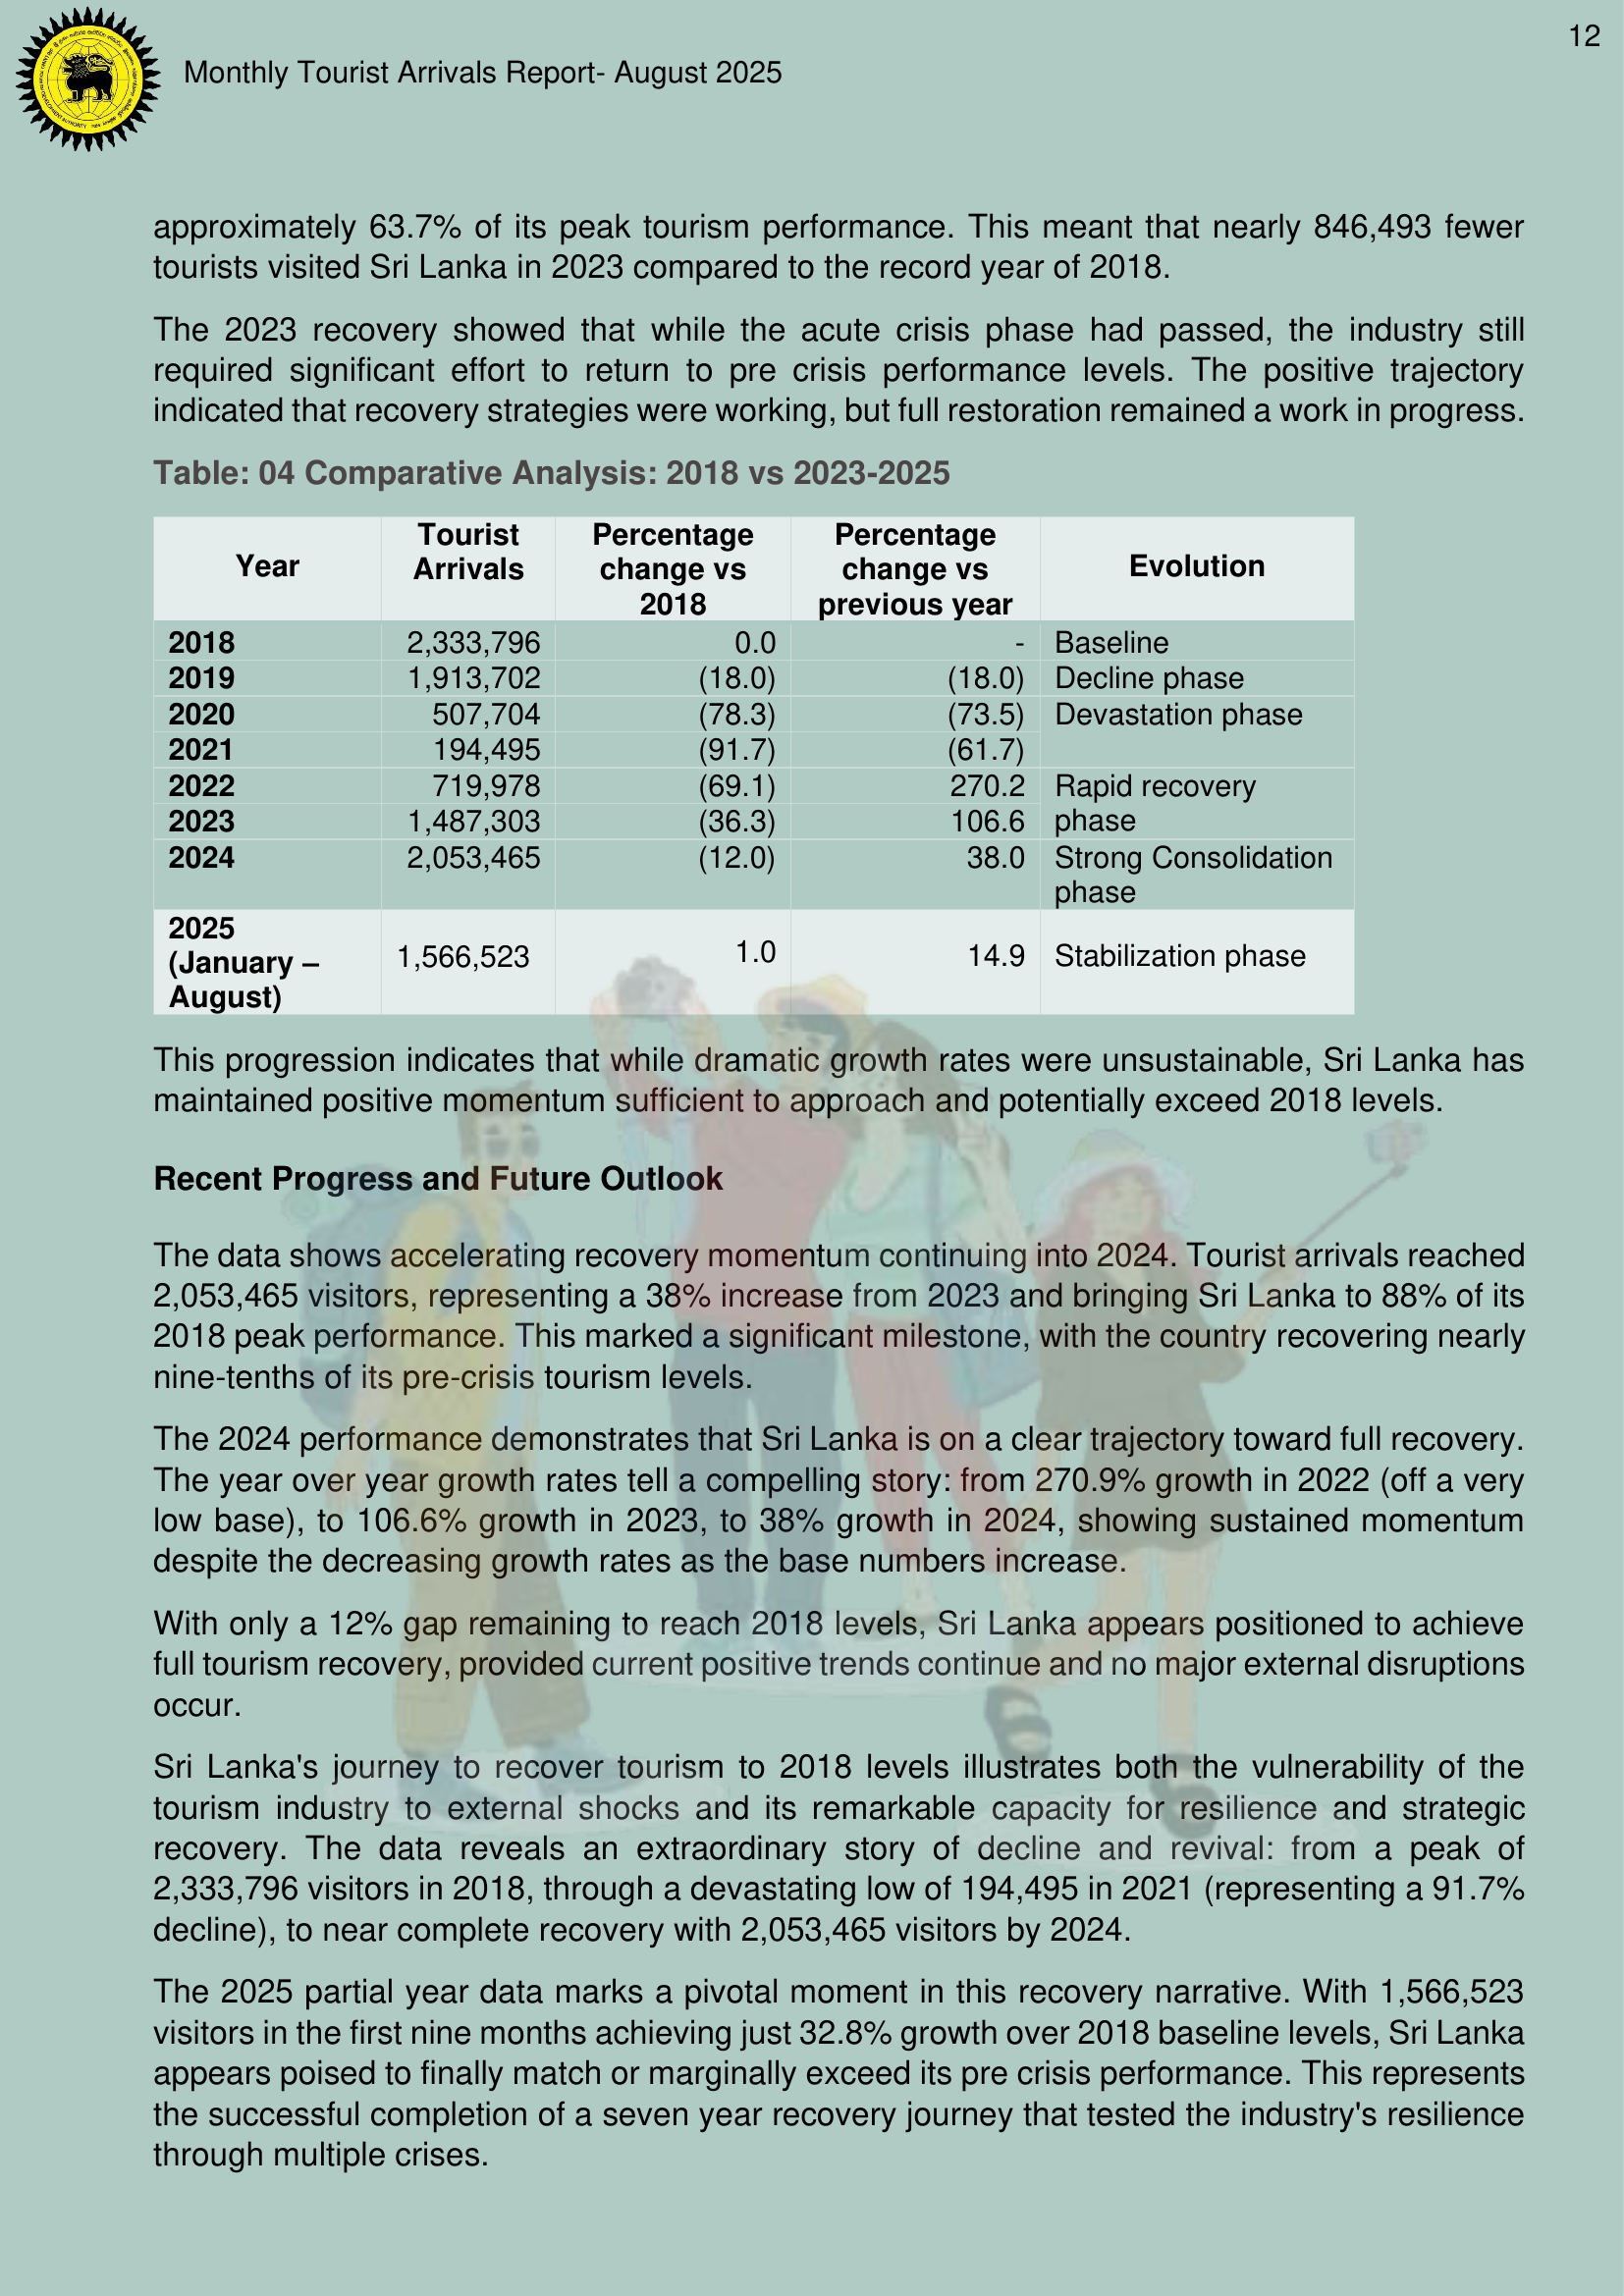 12
Monthly Tourist Arrivals Report- August 2025
approximately 63.7% of its peak tourism performance. This meant that nearly 846,493 fewer
tourists visited Sri Lanka in 2023 compared to the record year of 2018.
The 2023 recovery showed that while the acute crisis phase had passed, the industry still
required significant effort to return to pre crisis performance levels. The positive trajectory
indicated that recovery strategies were working, but full restoration remained a work in progress.
Table: 04 Comparative Analysis: 2018 vs 2023-2025
Year Tourist Arrivals Percentage change vs 2018 Percentage change vs previous year Evolution
2018 2,333,796 0.0 - Baseline
2019 1,913,702 (18.0) (18.0) Decline phase
2020 507,704 (78.3) (73.5) Devastation phase
2021 194,495 (91.7) (61.7)
2022 719,978 (69.1) 270.2 Rapid recovery
2023 1,487,303 (36.3) 106.6 phase
2024 2,053,465 (12.0) 38.0 Strong Consolidation
phase
2025 (January – August) 1,566,523 1.0 14.9 Stabilization phase
This progression indicates that while dramatic growth rates were unsustainable, Sri Lanka has
maintained positive momentum sufficient to approach and potentially exceed 2018 levels.
Recent Progress and Future Outlook
The data shows accelerating recovery momentum continuing into 2024. Tourist arrivals reached
2,053,465 visitors, representing a 38% increase from 2023 and bringing Sri Lanka to 88% of its
2018 peak performance. This marked a significant milestone, with the country recovering nearly
nine-tenths of its pre-crisis tourism levels.
The 2024 performance demonstrates that Sri Lanka is on a clear trajectory toward full recovery.
The year over year growth rates tell a compelling story: from 270.9% growth in 2022 (off a very
low base), to 106.6% growth in 2023, to 38% growth in 2024, showing sustained momentum
despite the decreasing growth rates as the base numbers increase.
With only a 12% gap remaining to reach 2018 levels, Sri Lanka appears positioned to achieve
full tourism recovery, provided current positive trends continue and no major external disruptions
occur.
Sri Lanka's journey to recover tourism to 2018 levels illustrates both the vulnerability of the
tourism industry to external shocks and its remarkable capacity for resilience and strategic
recovery. The data reveals an extraordinary story of decline and revival: from a peak of
2,333,796 visitors in 2018, through a devastating low of 194,495 in 2021 (representing a 91.7%
decline), to near complete recovery with 2,053,465 visitors by 2024.
The 2025 partial year data marks a pivotal moment in this recovery narrative. With 1,566,523
visitors in the first nine months achieving just 32.8% growth over 2018 baseline levels, Sri Lanka
appears poised to finally match or marginally exceed its pre crisis performance. This represents
the successful completion of a seven year recovery journey that tested the industry's resilience
through multiple crises.